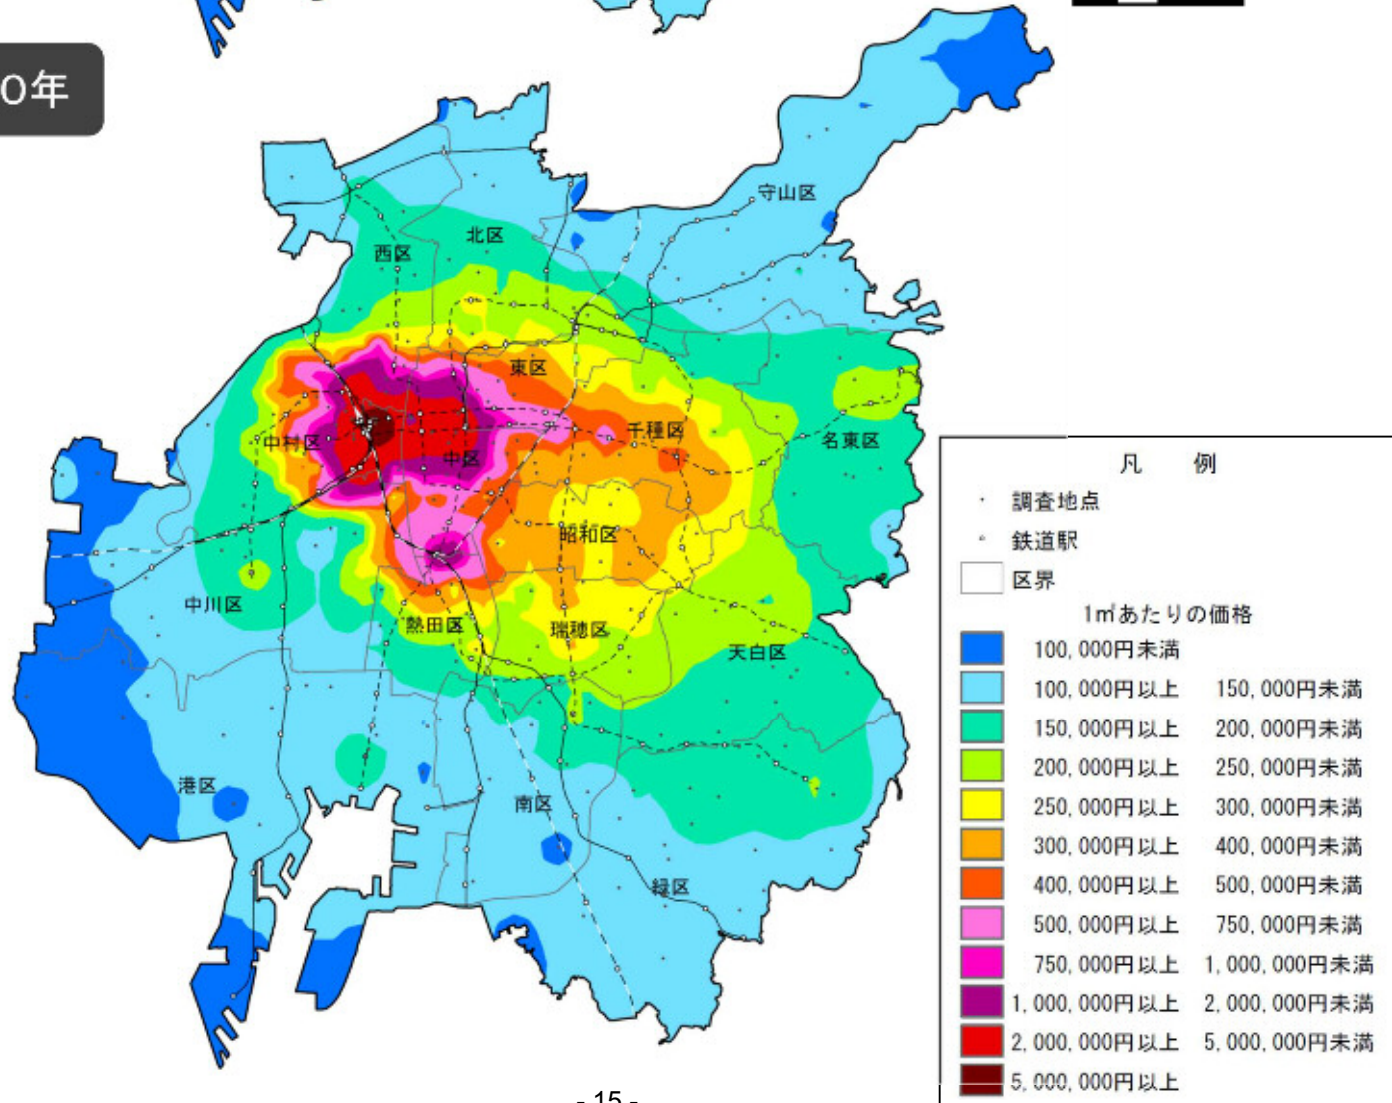 0年
守山区
北区
西区
東区
千種区
名東区
中村区
中区
昭和区
中川区
熱田区
瑞穂区
天白区
港区
南区
緑区
凡 例
調査地点
鉄道駅
区界
1㎡あたりの価格
100,000円未満
100,000円以上 150,000円未満
150,000円以上 200,000円未満
200,000円以上 250,000円未満
250,000円以上 300,000円未満
300,000円以上 400,000円未満
400,000円以上 500,000円未満
500,000円以上 750,000円未満
750,000円以上 1,000,000円未満
1,000,000円以上 2,000,000円未満
2,000,000円以上 5,000,000円未満
5,000,000円以上
- 15 -